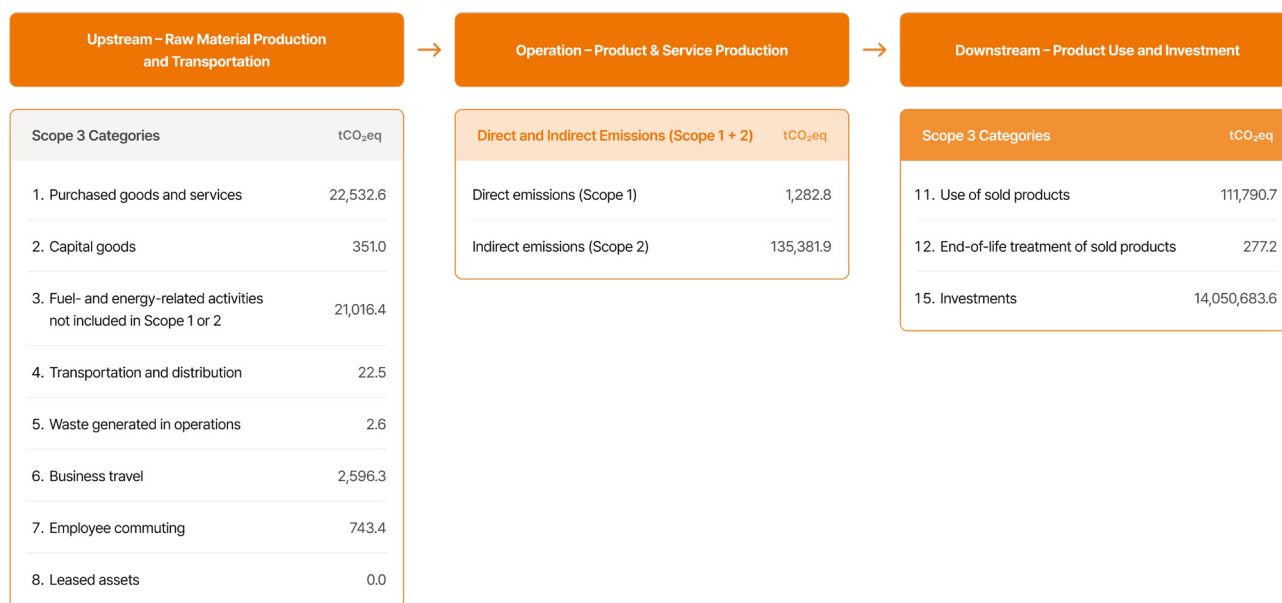 Upstream – Raw Material Production
and Transportation
Operation – Product & Service Production
Downstream – Product Use and Investment
Scope 3 Categories tCO₂eq
1. Purchased goods and services 22,532.6
2. Capital goods 351.0
3. Fuel- and energy-related activities
not included in Scope 1 or 2 21,016.4
4. Transportation and distribution 22.5
5. Waste generated in operations 2.6
6. Business travel 2,596.3
7. Employee commuting 743.4
8. Leased assets 0.0
Direct and Indirect Emissions (Scope 1 + 2) tCO₂eq
Direct emissions (Scope 1) 1,282.8
Indirect emissions (Scope 2) 135,381.9
Scope 3 Categories tCO₂eq
11. Use of sold products 111,790.7
12. End-of-life treatment of sold products 277.2
15. Investments 14,050,683.6